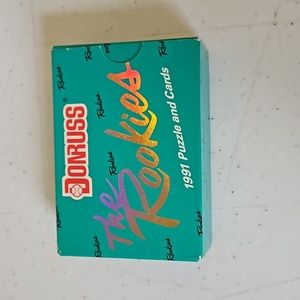 DONRUSS
The
Rookies
1991 Puzzle and Cards